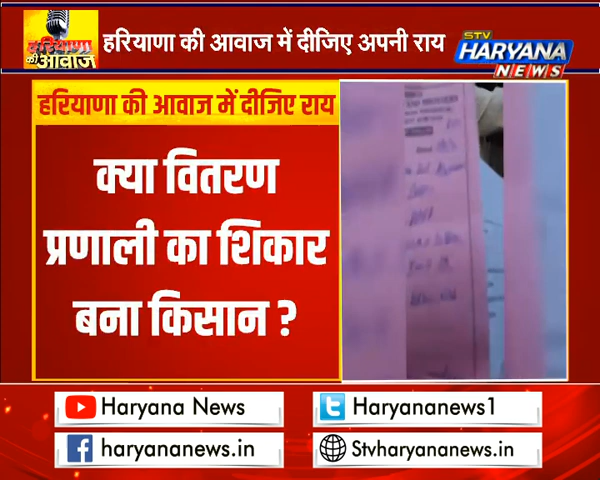 हरियाणा
की आवाज
हरियाणा की आवाज में दीजिए अपनी राय
STV
HARYANA
NEWS
हरियाणा की आवाज में दीजिए राय
क्या वितरण
प्रणाली का शिकार
बना किसान ?
Haryana News
Haryananews1
haryananews.in
Stvharyananews.in